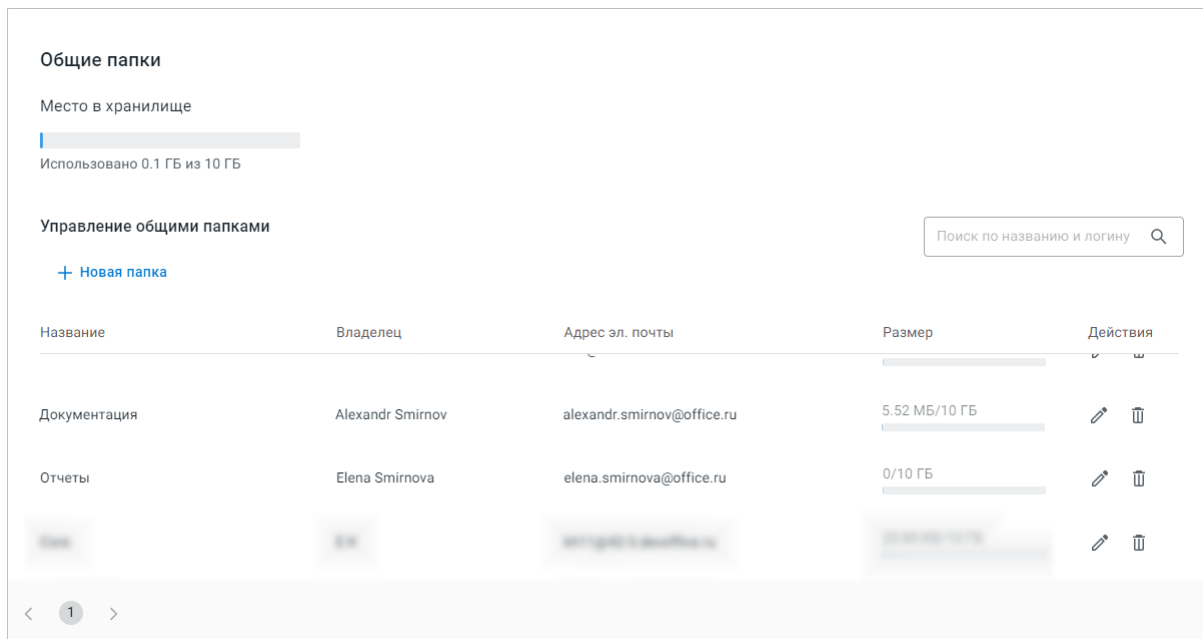 Общие папки
Место в хранилище
Использовано 0.1 ГБ из 10 ГБ
Управление общими папками
Поиск по названию и логину
+ Новая папка
Название Владелец Адрес эл. почты Размер Действия
Документация Alexandr Smirnov alexandr.smirnov@office.ru 5.52 МБ/10 ГБ
Отчеты Elena Smirnova elena.smirnova@office.ru 0/10 ГБ
1